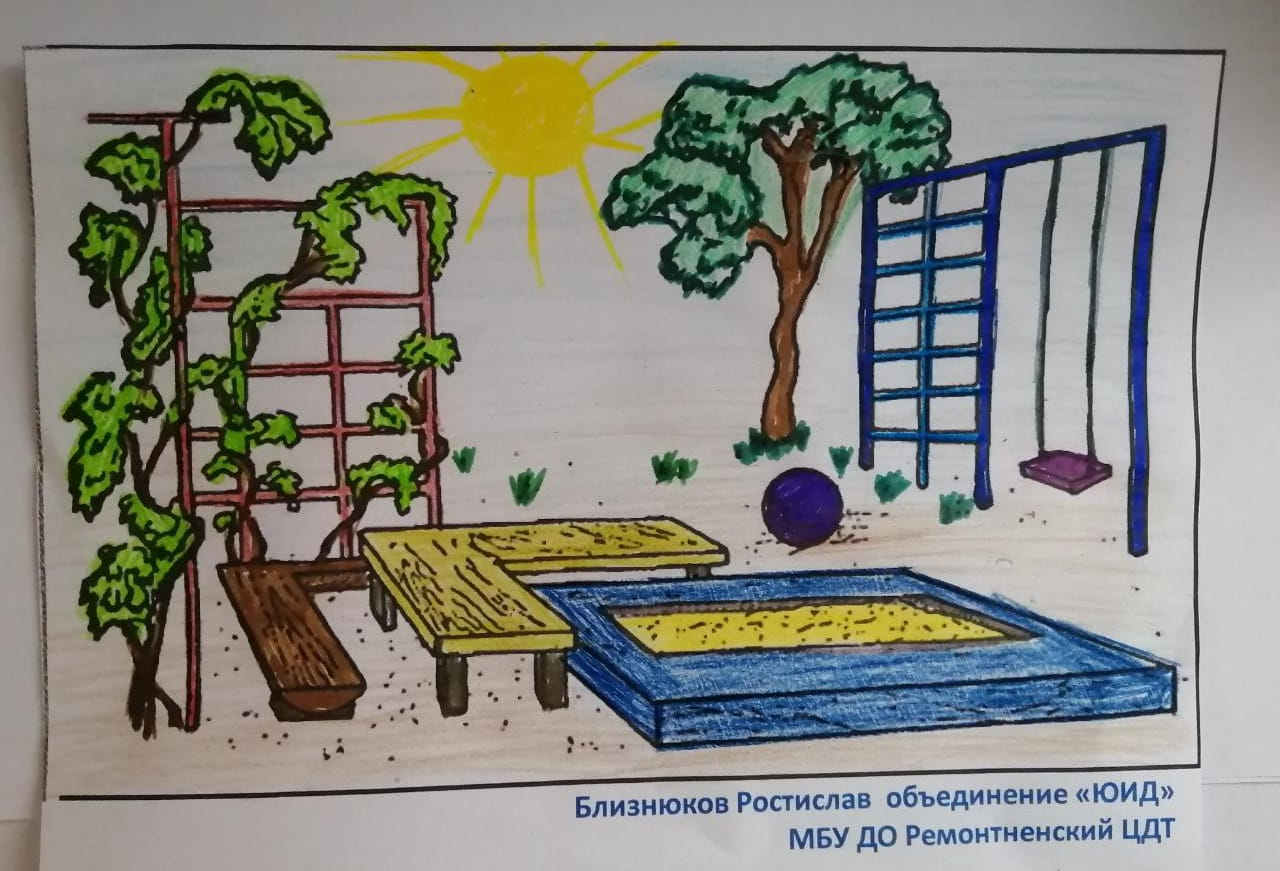 Близнюков Ростислав объединение «ЮИД»
МБУ ДО Ремонтненский ЦДТ